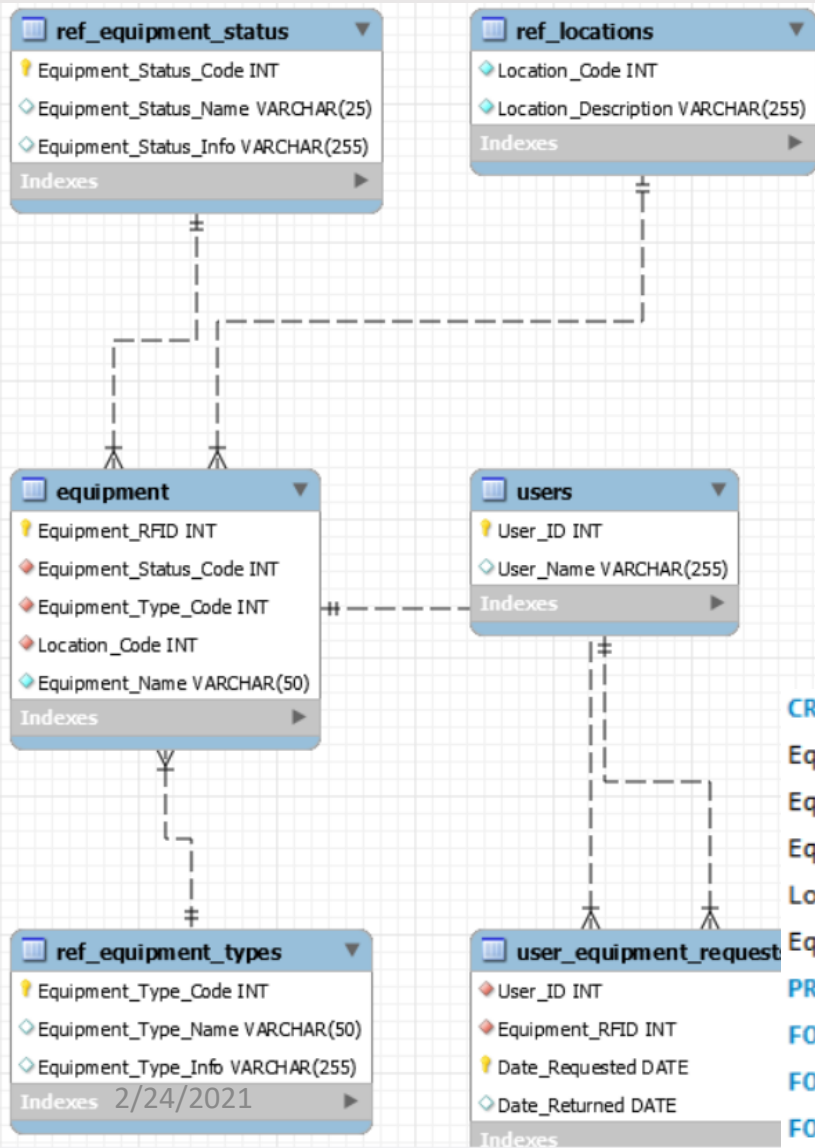 ref_equipment_status
Equipment_Status_Code INT
Equipment_Status_Name VARCHAR(25)
Equipment_Status_Info VARCHAR(255)
Indexes
ref_locations
Location_Code INT
Location_Description VARCHAR(255)
Indexes
equipment
Equipment_RFID INT
Equipment_Status_Code INT
Equipment_Type_Code INT
Location_Code INT
Equipment_Name VARCHAR(50)
Indexes
users
User_ID INT
User_Name VARCHAR(255)
Indexes
ref_equipment_types
Equipment_Type_Code INT
Equipment_Type_Name VARCHAR(50)
Equipment_Type_Info VARCHAR(255)
Indexes 2/24/2021
user_equipment_request
User_ID INT
Equipment_RFID INT
Date_Requested DATE
Date_Returned DATE
Indexes
CR
Eq
Eq
Eq
Lo
Eq
PR
FO
FO
FO